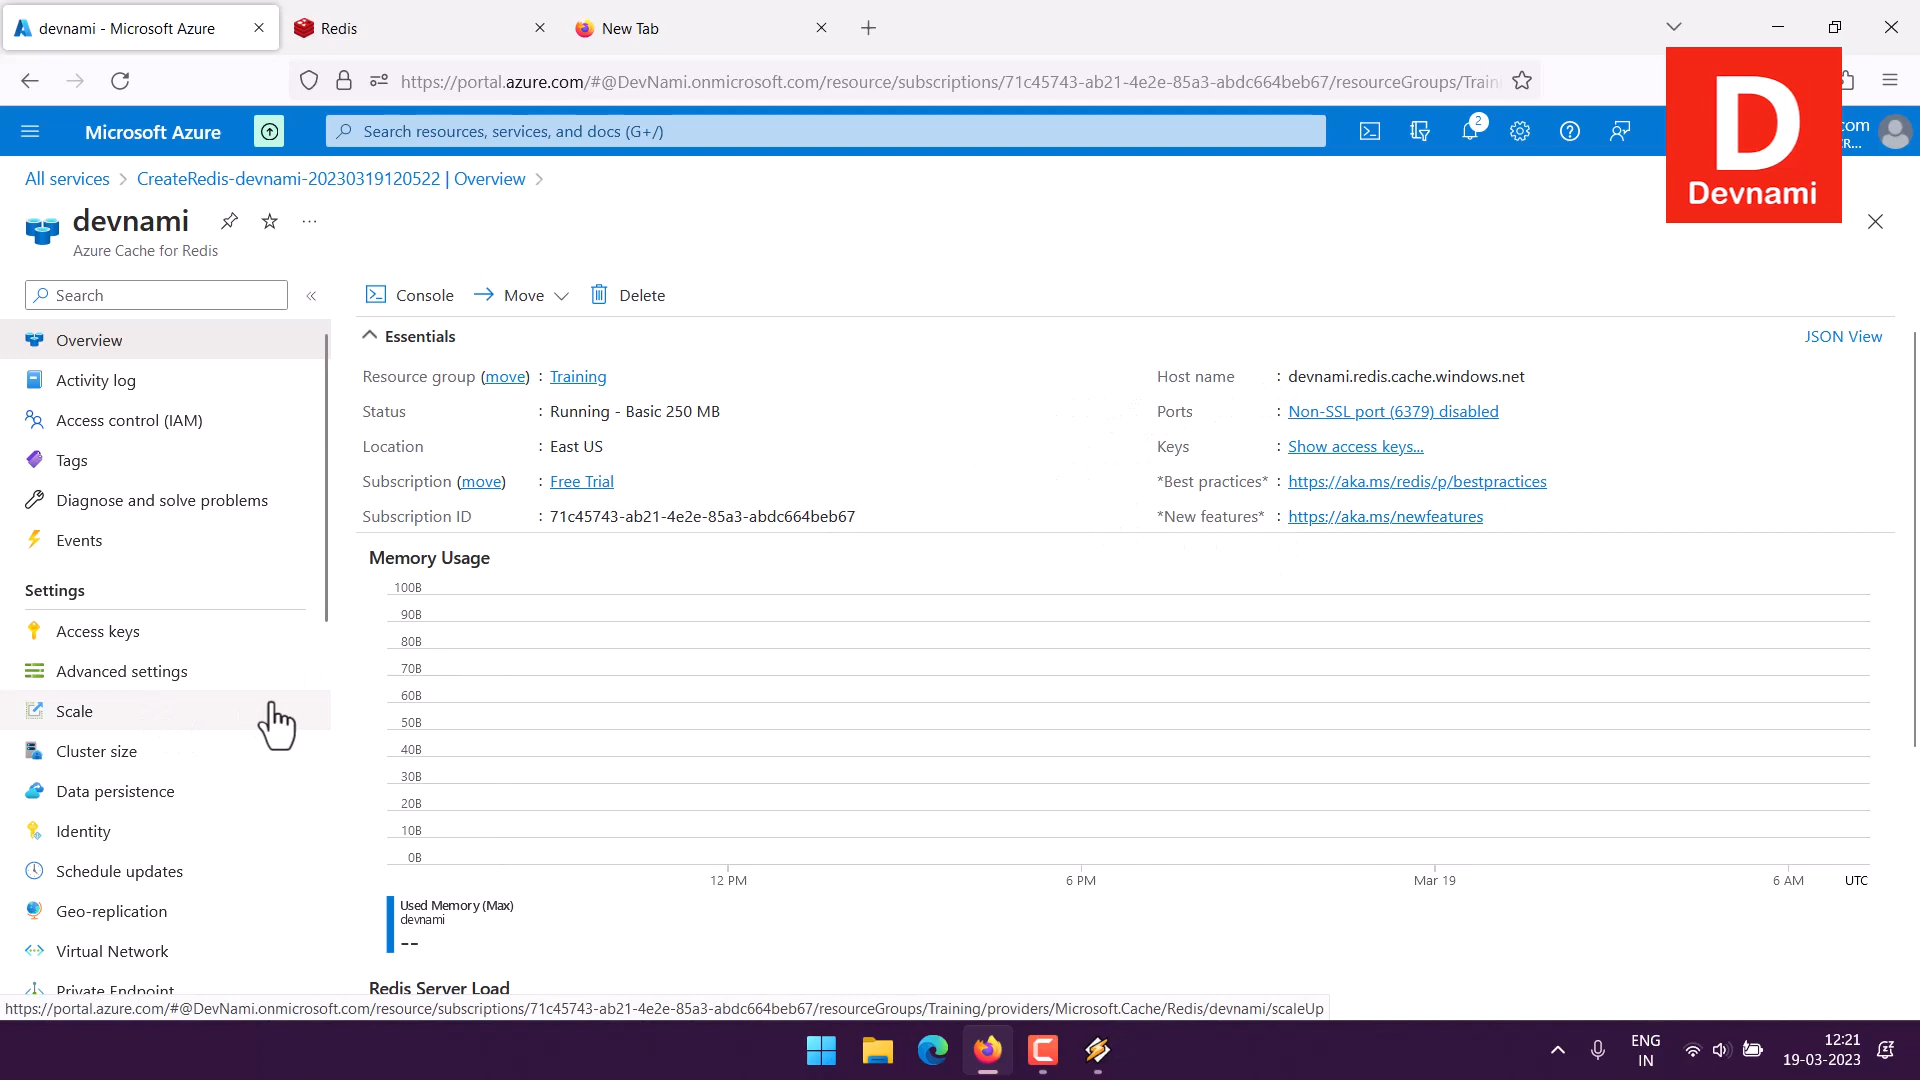 devnami - Microsoft Azure
Redis
New Tab
https://portal.azure.com/#@DevNami.onmicrosoft.com/resource/subscriptions/71c45743-ab21-4e2e-85a3-abdc664beb67/resourceGroups/Train
Microsoft Azure
Search resources, services, and docs (G+/)
2
com
R...
D
Devnami
All services > CreateRedis-devnami-20230319120522 | Overview >
devnami
Azure Cache for Redis
Search
Console
Move
Delete
Overview
Activity log
Access control (IAM)
Tags
Diagnose and solve problems
Events
Settings
Access keys
Advanced settings
Scale
Cluster size
Data persistence
Identity
Schedule updates
Geo-replication
Virtual Network
Private Endpoint
Essentials
JSON View
Resource group (move) : Training
Status : Running - Basic 250 MB
Location : East US
Subscription (move) : Free Trial
Subscription ID : 71c45743-ab21-4e2e-85a3-abdc664beb67
Host name : devnami.redis.cache.windows.net
Ports : Non-SSL port (6379) disabled
Keys : Show access keys...
*Best practices* : https://aka.ms/redis/p/bestpractices
*New features* : https://aka.ms/newfeatures
Memory Usage
100B
90B
80B
70B
60B
50B
40B
30B
20B
10B
0B
12 PM
6 PM
Mar 19
6 AM
UTC
Used Memory (Max)
devnami
--
Redis Server Load
https://portal.azure.com/#@DevNami.onmicrosoft.com/resource/subscriptions/71c45743-ab21-4e2e-85a3-abdc664beb67/resourceGroups/Training/providers/Microsoft.Cache/Redis/devnami/scaleUp
ENG
IN
12:21
19-03-2023